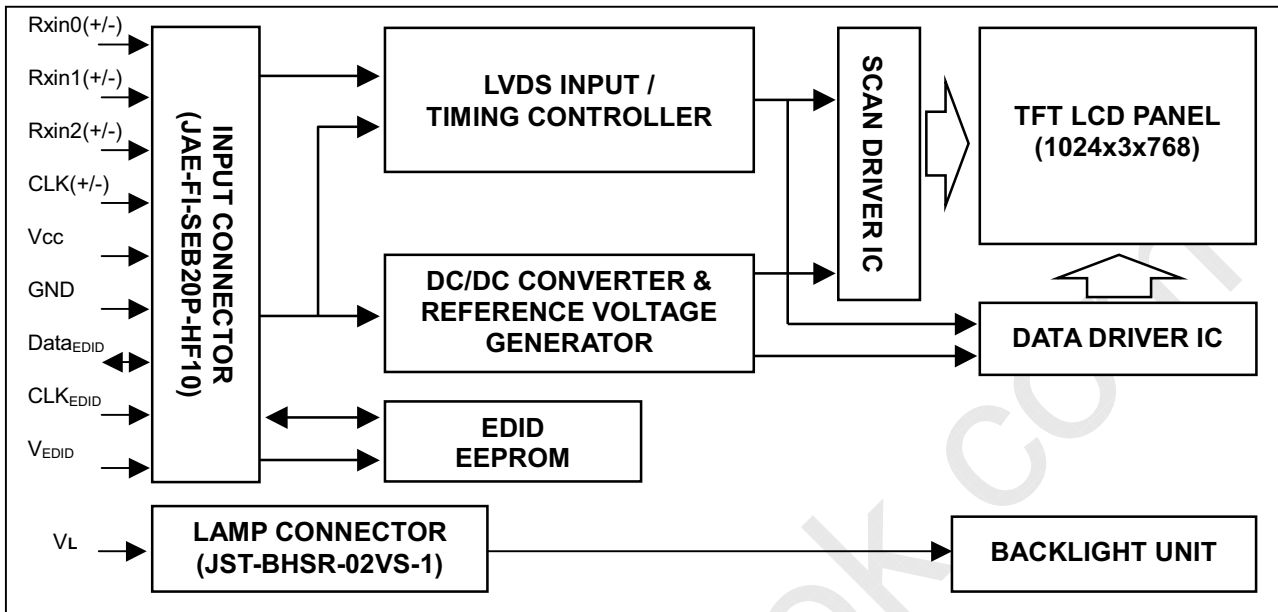 Rxin0(+/-)
Rxin1(+/-)
Rxin2(+/-)
CLK(+/-)
Vcc
GND
DataEDID
CLKEDID
VEDID
VL
INPUT CONNECTOR
(JAE-FI-SEB20P-HF10)
LVDS INPUT /
TIMING CONTROLLER
DC/DC CONVERTER &
REFERENCE VOLTAGE
GENERATOR
EDID
EEPROM
SCAN DRIVER IC
TFT LCD PANEL
(1024x3x768)
DATA DRIVER IC
LAMP CONNECTOR
(JST-BHSR-02VS-1)
BACKLIGHT UNIT
ok com